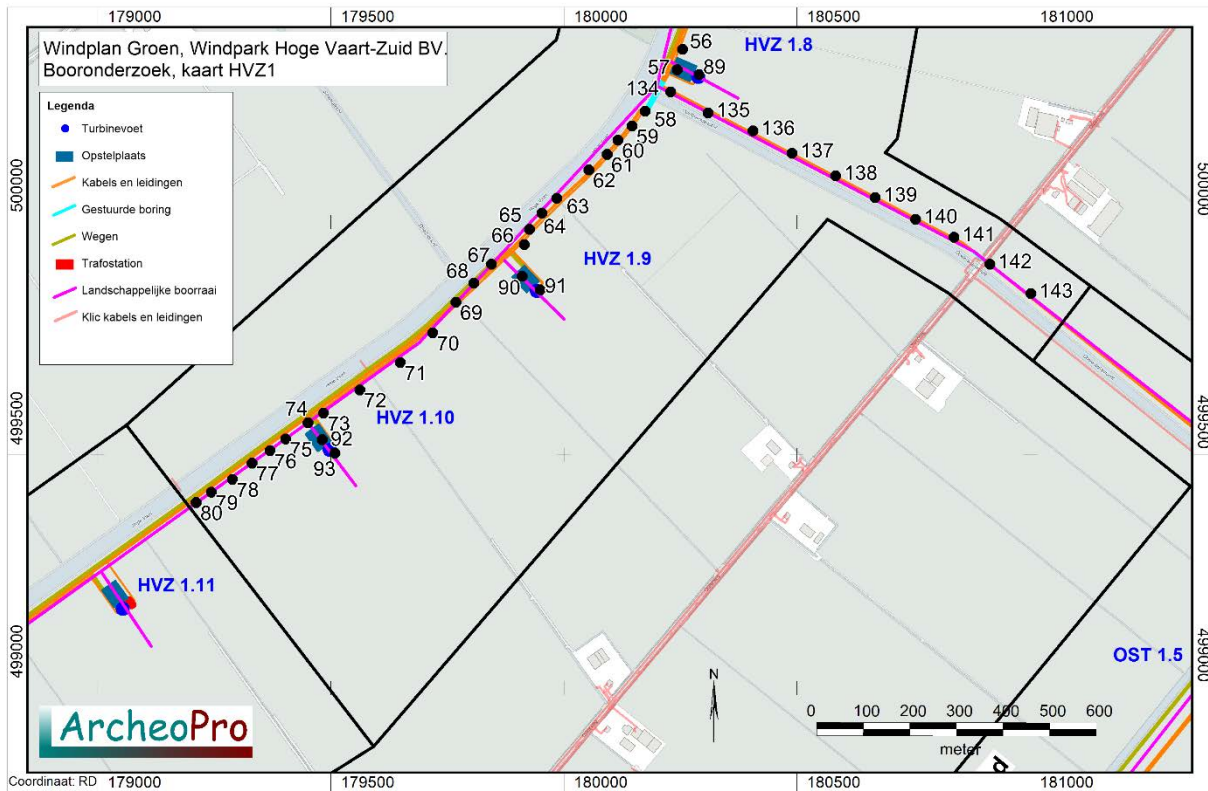 179000 179500 180000 180500 181000
Windplan Groen, Windpark Hoge Vaart-Zuid BV.
Booronderzoek, kaart HVZ1
Legenda
Turbinevoet
Opstelplaats
Kabels en leidingen
Gestuurde boring
Wegen
Trafostation
Landschappelijke boorraai
Klic kabels en leidingen
HVZ 1.8
56
57
89
134
58
135
59
136
60
137
61
138
62
139
63
140
65
64
141
66
142
HVZ 1.9
67
143
68
90
91
69
70
71
72
HVZ 1.10
74
73
92
75
93
76
77
78
79
80
HVZ 1.11
OST 1.5
500000
499500
499000
500000
499500
499000
N
0 100 200 300 400 500 600
meter
d
ArcheoPro
Coordinaat: RD
179000 179500 180000 180500 181000